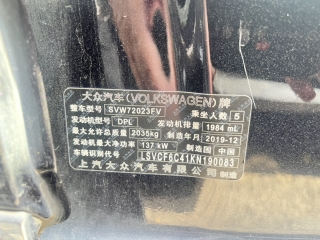 大众汽车(VOLKSWAGEN)牌
整车型号 SVW72023FV 乘坐人数 5
发动机型号 DPL 发动机排量 1984 mL
最大允许总质量 2035kg 制造年月 2019-12
发动机最大净功率 137 kW 制造国 中国
车辆识别代号 LSVCF6C41KN190083
上汽大众汽车有限公司 制造